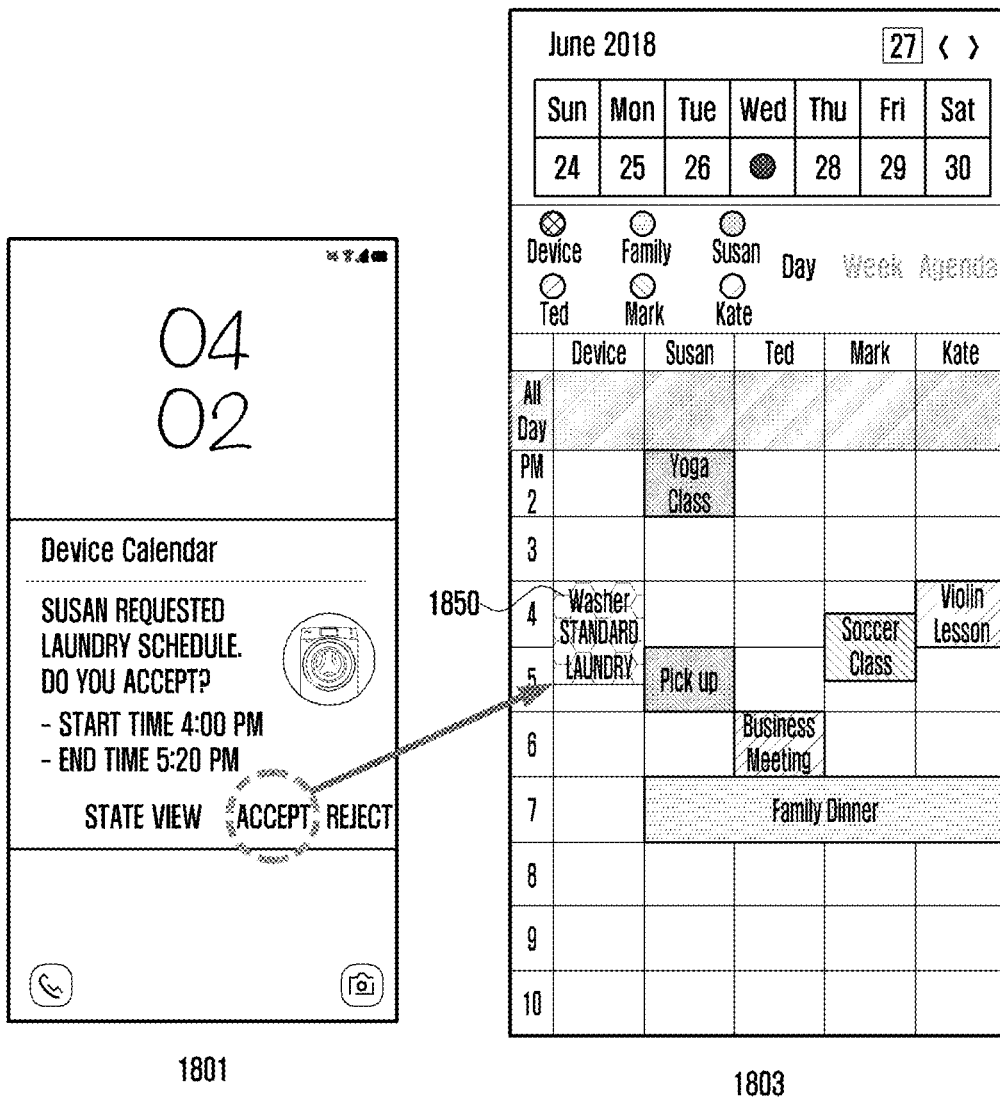 04
02
Device Calendar
SUSAN REQUESTED
LAUNDRY SCHEDULE.
DO YOU ACCEPT?
- START TIME 4:00 PM
- END TIME 5:20 PM
STATE VIEW ACCEPT REJECT
1801
June 2018 27 < >
Sun Mon Tue Wed Thu Fri Sat
24 25 26 28 29 30
Device Family Susan
Ted Mark Kate
Day Week Agenda
Device Susan Ted Mark Kate
All
Day
PM
2
Yoga
Class
3
1850
4
Washer
STANDARD
LAUNDRY
Soccer
Class
Violin
Lesson
5
Pick up
6
Business
Meeting
7
Family Dinner
8
9
10
1803